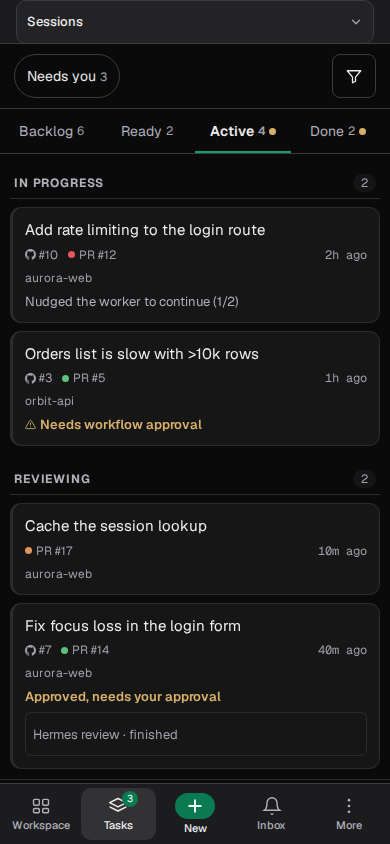 Sessions
Needs you 3
Backlog 6 Ready 2 Active 4 Done 2
IN PROGRESS 2
Add rate limiting to the login route
#10 PR #12 2h ago
aurora-web
Nudged the worker to continue (1/2)
Orders list is slow with >10k rows
#3 PR #5 1h ago
orbit-api
Needs workflow approval
REVIEWING 2
Cache the session lookup
PR #17 10m ago
aurora-web
Fix focus loss in the login form
#7 PR #14 40m ago
aurora-web
Approved, needs your approval
Hermes review · finished
3
Workspace Tasks New Inbox More